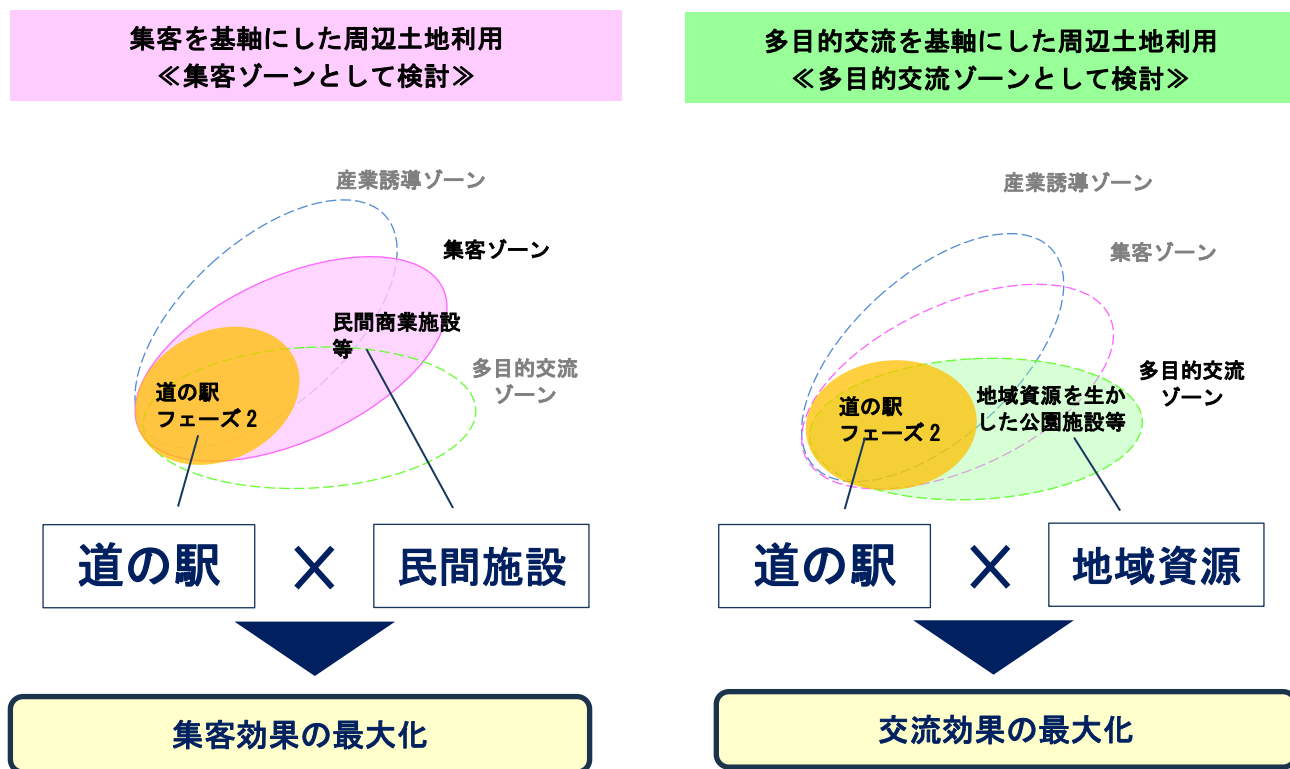 集客を基軸にした周辺土地利用
≪集客ゾーンとして検討≫
産業誘導ゾーン
集客ゾーン
民間商業施設
等
多目的交流
ゾーン
道の駅
フェーズ2
道の駅
×
民間施設
集客効果の最大化
多目的交流を基軸にした周辺土地利用
≪多目的交流ゾーンとして検討≫
産業誘導ゾーン
集客ゾーン
多目的交流
ゾーン
地域資源を生か
した公園施設等
道の駅
フェーズ2
道の駅
×
地域資源
交流効果の最大化